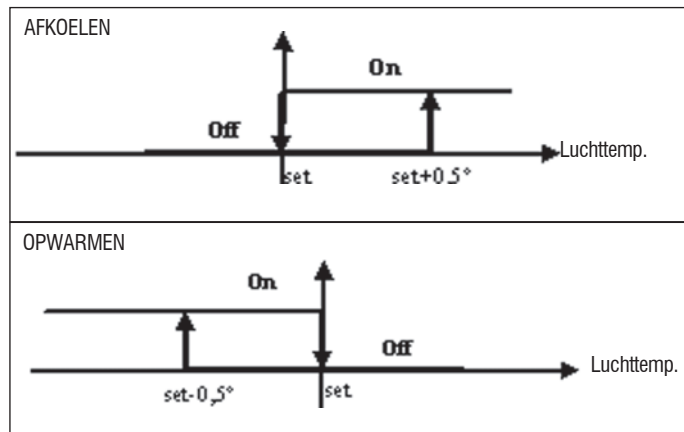 AFKOELEN
On
Off
Luchttemp.
set
set+0.5°
OPWARMEN
On
Off
Luchttemp.
set-0,5°
set